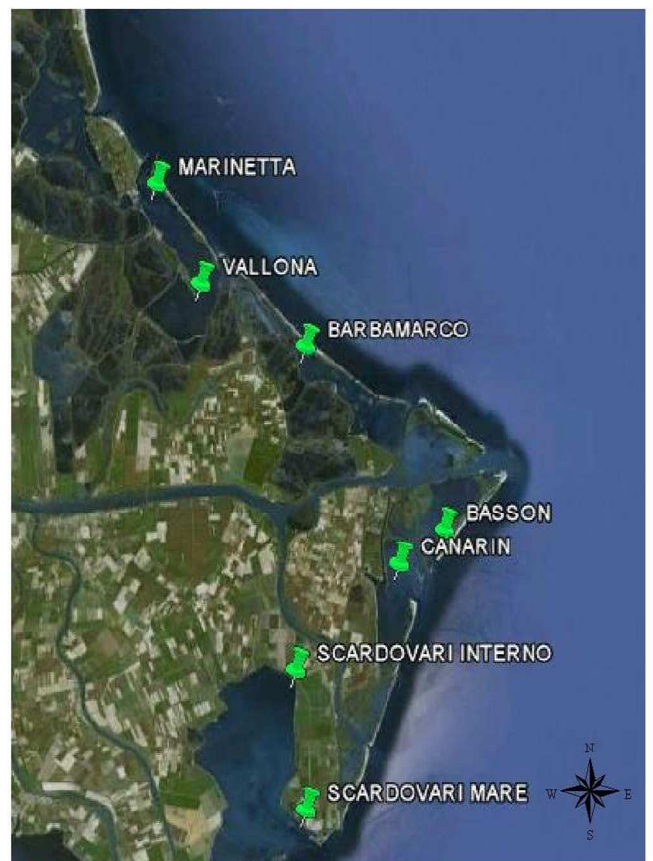 MARINETTA
VALLONA
BARBAMARCO
BASSON
CANARIN
SCARDOVARI INTERNO
SCARDOVARI MARE
N
W E
S